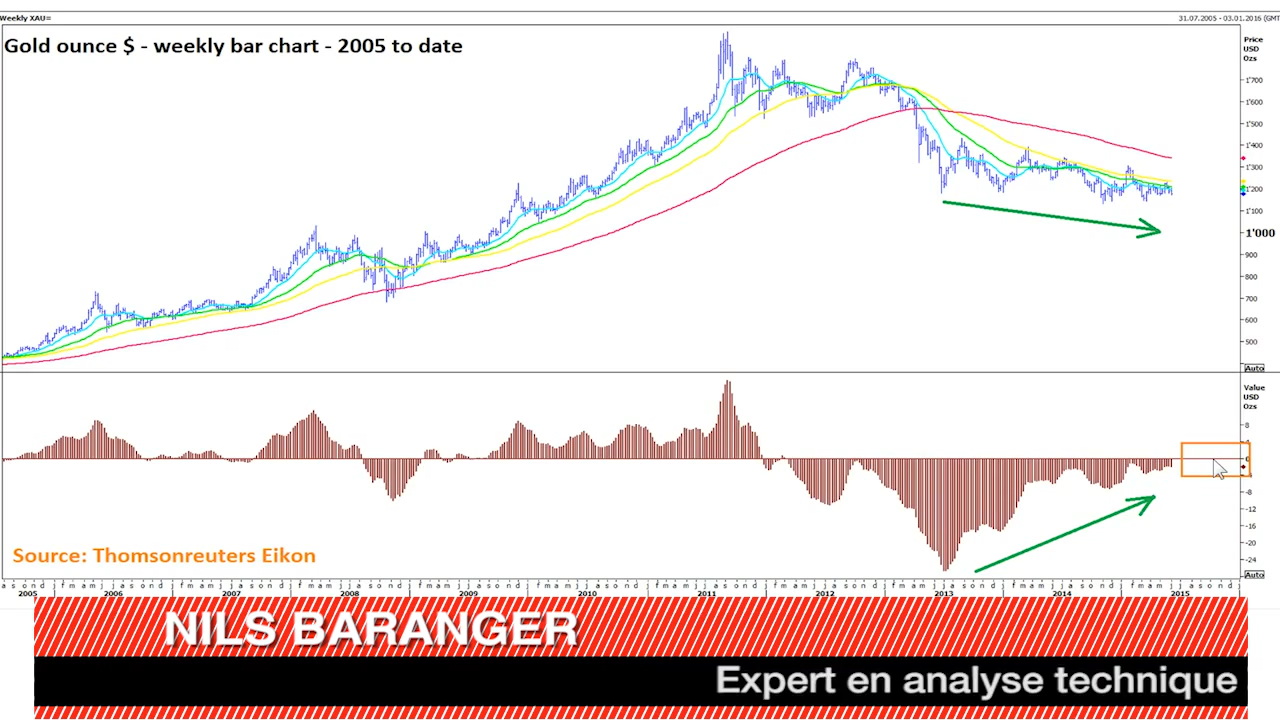 Weekly XAU=
31.07.2005 - 03.01.2016 (GMT
Gold ounce $ - weekly bar chart - 2005 to date
Price
USD
Ozs
1'700
1'600
1'500
1'400
1'300
1'200
1'100
1'000
900
800
700
600
500
Auto
Value
USD
Ozs
8
0
-8
-12
-16
-20
-24
Auto
Source: Thomsonreuters Eikon
2005 2006 2007 2008 2009 2010 2011 2012 2013 2014 2015
NILS BARANGER
Expert en analyse technique